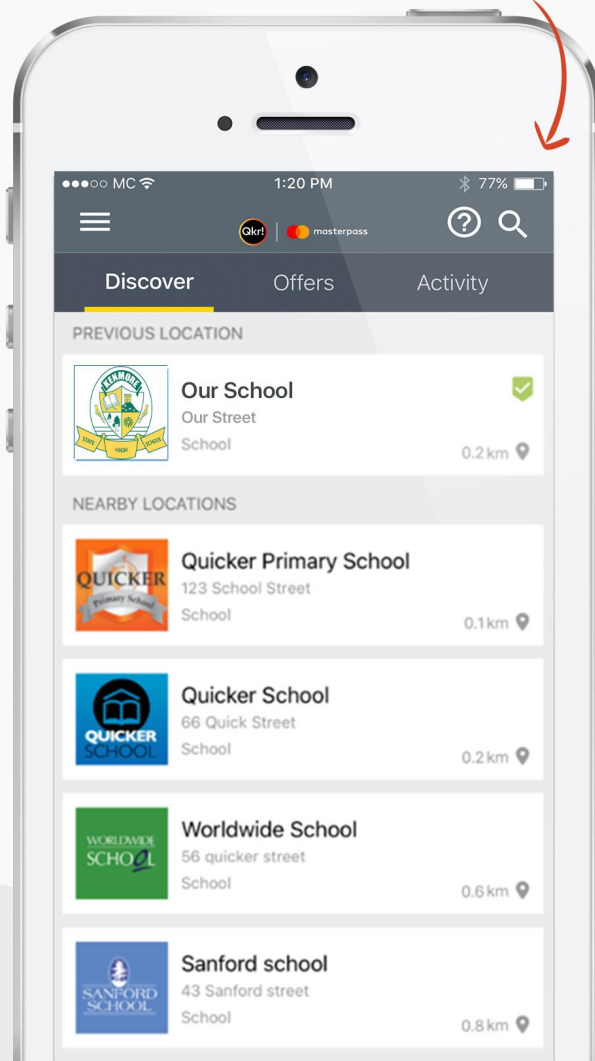 MC
1:20 PM
77%
Qkr!
masterpass
Discover
Offers
Activity
PREVIOUS LOCATION
KENMORE
STATE HIGH SCHOOL
Our School
Our Street
School
0.2 km
NEARBY LOCATIONS
QUICKER
Primary School
Quicker Primary School
123 School Street
School
0.1 km
QUICKER
SCHOOL
Quicker School
66 Quick Street
School
0.2 km
WORLDWIDE
SCHOOL
Worldwide School
56 quicker street
School
0.6 km
SANFORD
SCHOOL
Sanford school
43 Sanford street
School
0.8 km